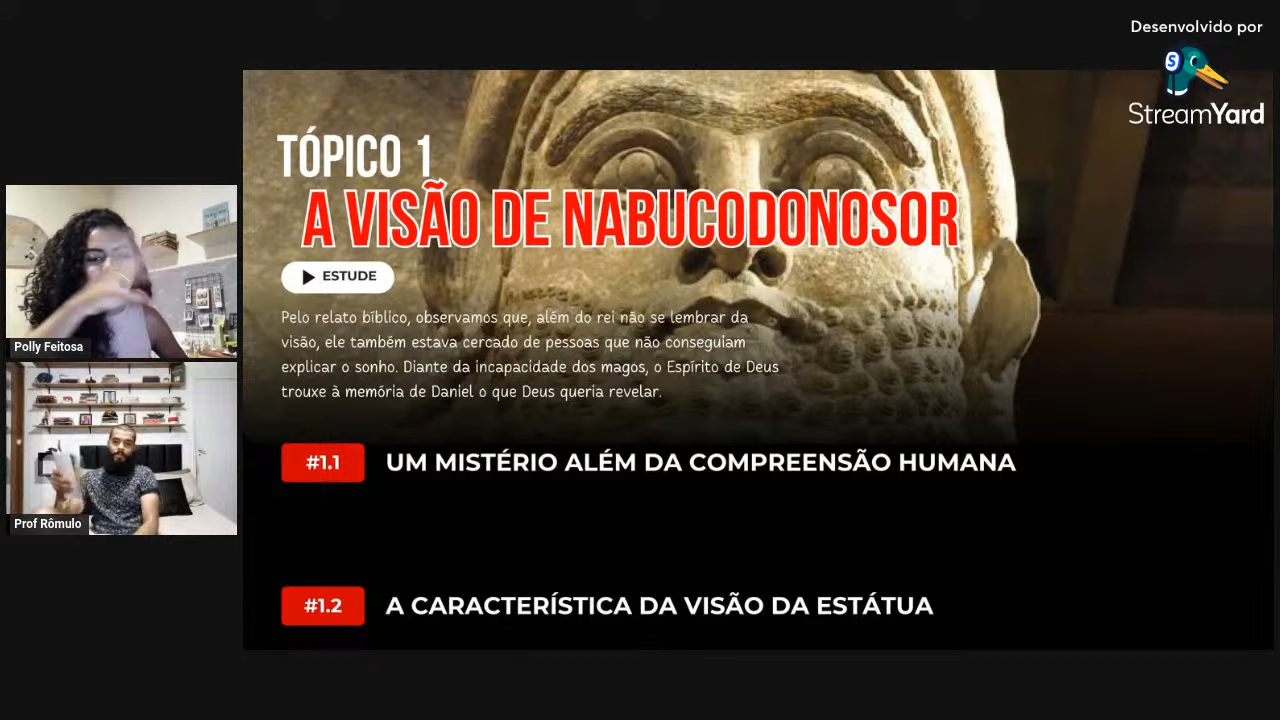 Desenvolvido por
S
StreamYard
TÓPICO 1
A VISÃO DE NABUCODONOSOR
ESTUDE
Pelo relato bíblico, observamos que, além do rei não se lembrar da
visão, ele também estava cercado de pessoas que não conseguiam
explicar o sonho. Diante da incapacidade dos magos, o Espírito de Deus
trouxe à memória de Daniel o que Deus queria revelar.
#1.1 UM MISTÉRIO ALÉM DA COMPREENSÃO HUMANA
#1.2 A CARACTERÍSTICA DA VISÃO DA ESTÁTUA
Polly Feitosa
Prof Rômulo